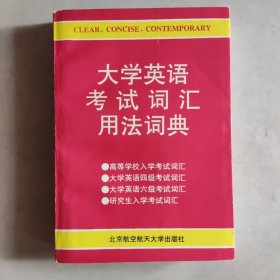 CLEAR, CONCISE, CONTEMPORARY
大学英语
考试词汇
用法词典
●高等学校入学考试词汇
●大学英语四级考试词汇
●大学英语六级考试词汇
●研究生入学考试词汇
北京航空航天大学出版社